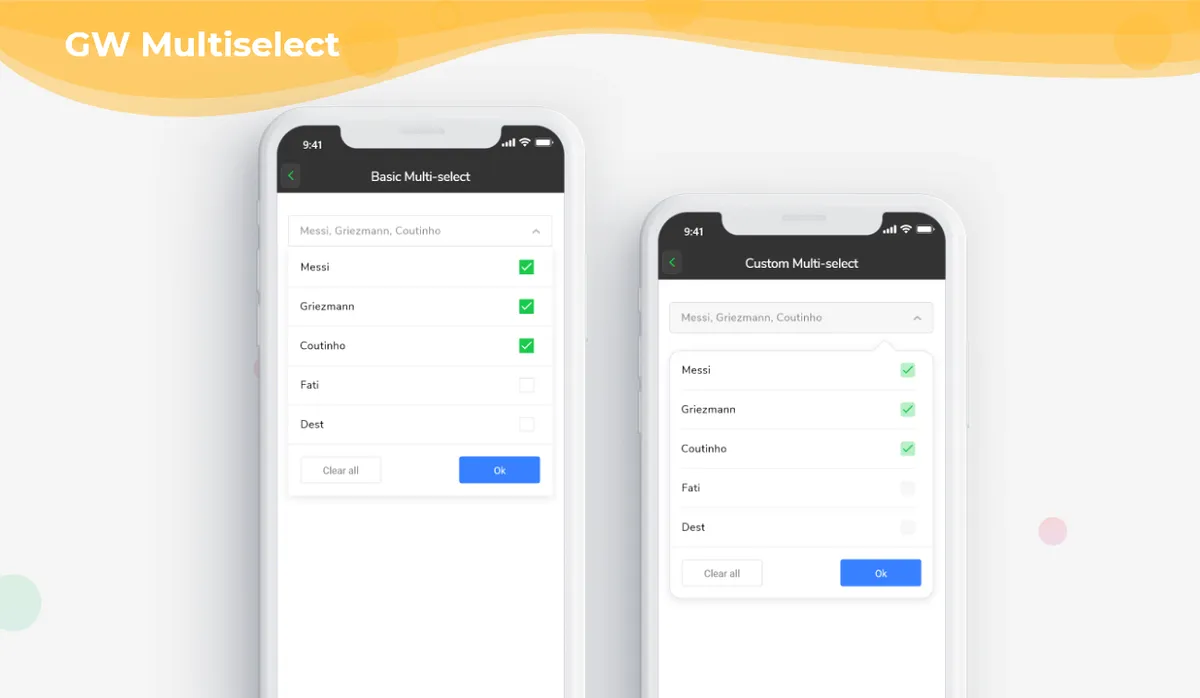 GW Multiselect
9:41
Basic Multi-select
Messi, Griezmann, Coutinho
Messi
Griezmann
Coutinho
Fati
Dest
Clear all
Ok
9:41
Custom Multi-select
Messi, Griezmann, Coutinho
Messi
Griezmann
Coutinho
Fati
Dest
Clear all
Ok